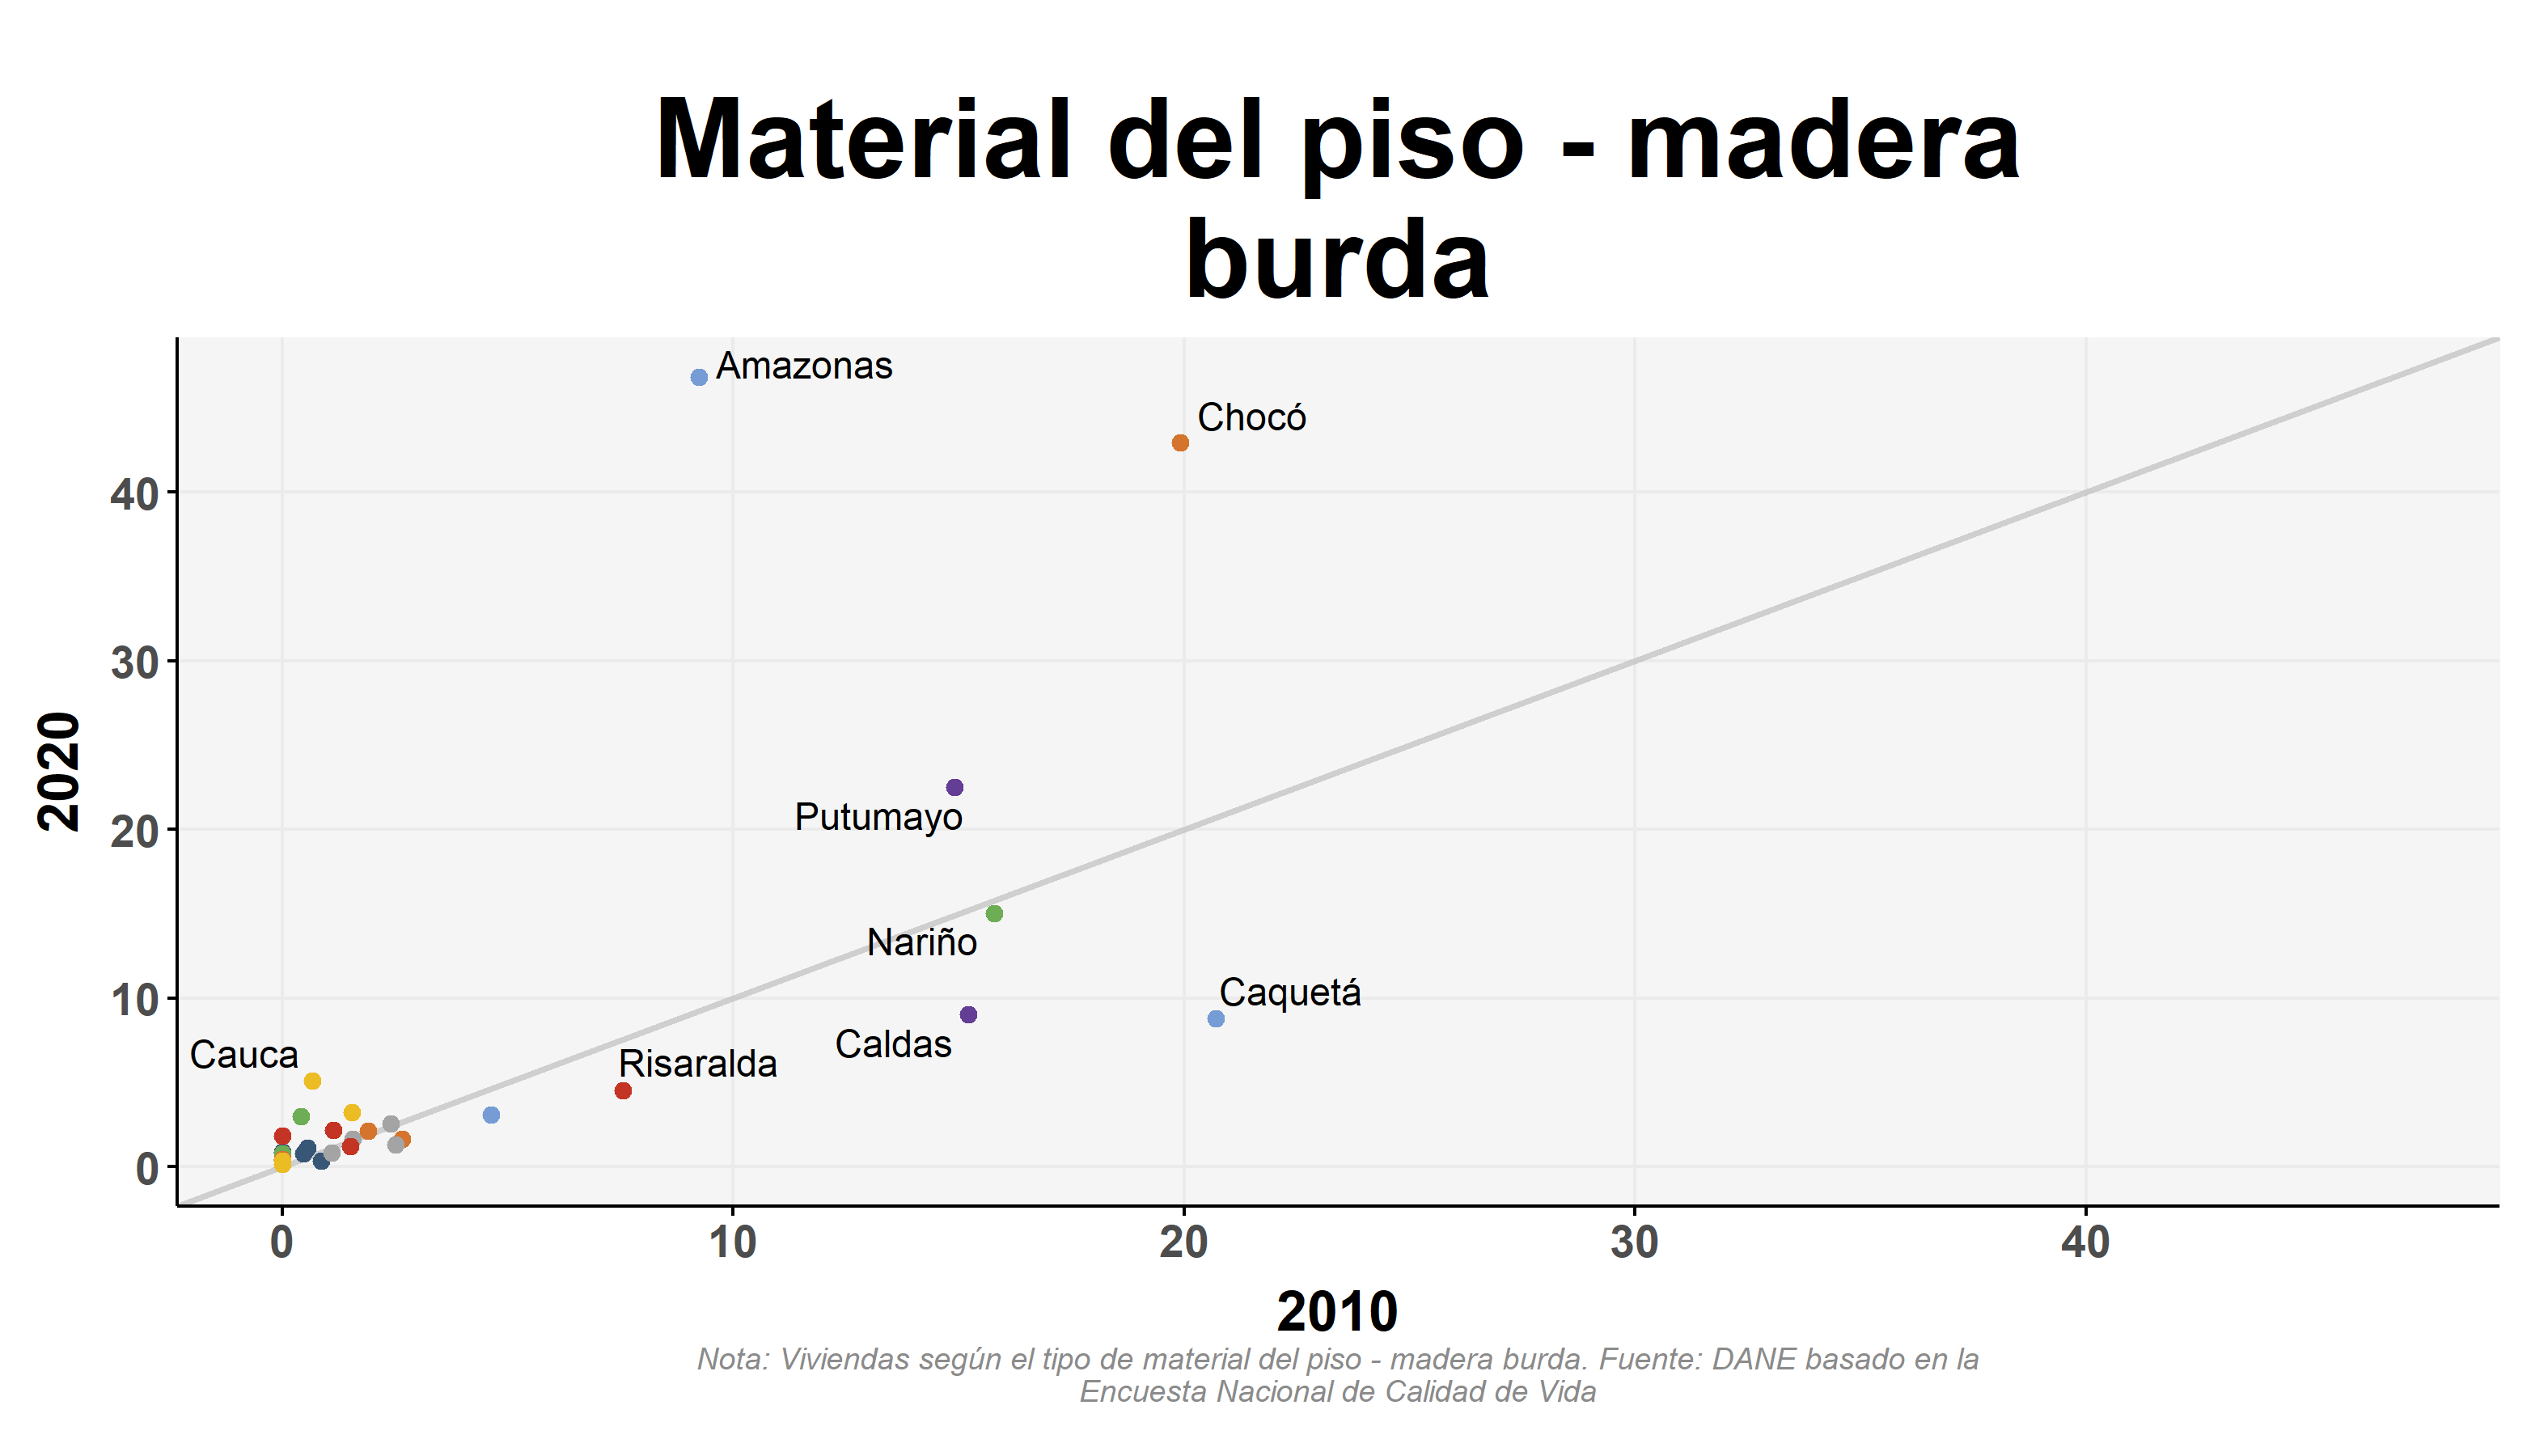 Material del piso - madera
burda
Amazonas
Chocó
40
30
2020
Putumayo
20
Nariño
Caquetá
10
Caldas
Cauca
Risaralda
0
0 10 20 30 40
2010
Nota: Viviendas según el tipo de material del piso - madera burda. Fuente: DANE basado en la
Encuesta Nacional de Calidad de Vida